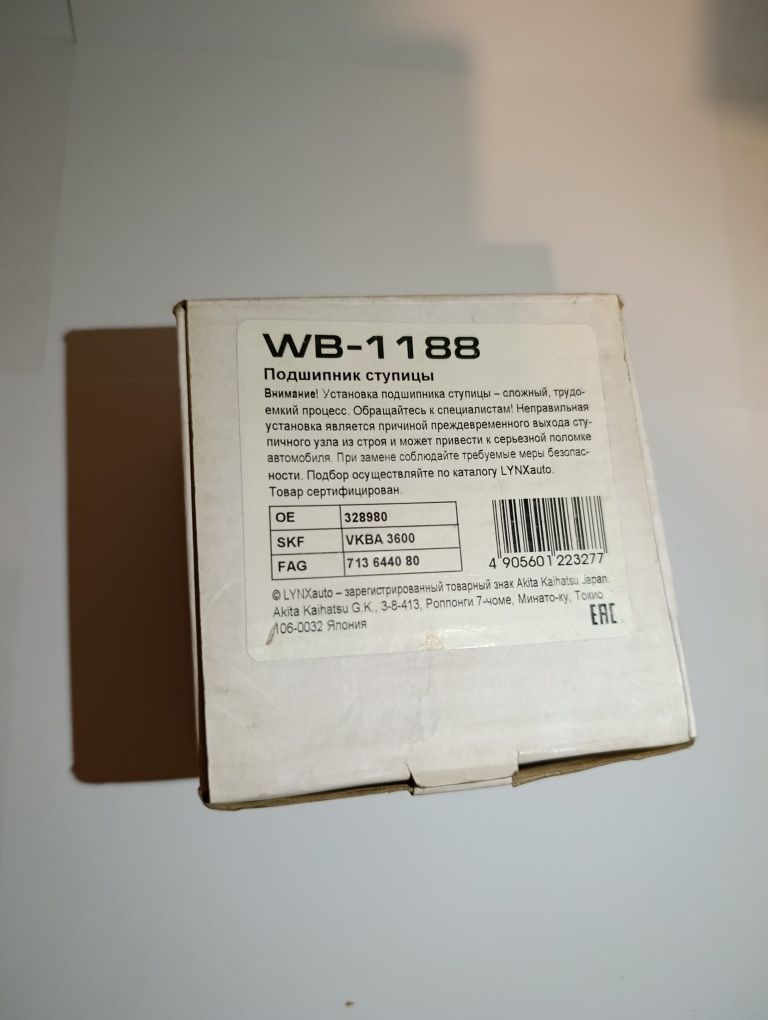 WB-1188
Подшипник ступицы
Внимание! Установка подшипника ступицы – сложный, трудо-
емкий процесс. Обращайтесь к специалистам! Неправильная
установка является причиной преждевременного выхода сту-
пичного узла из строя и может привести к серьезной поломке
автомобиля. При замене соблюдайте требуемые меры безопас-
ности. Подбор осуществляйте по каталогу LYNXauto.
Товар сертифицирован.
OE 328980
SKF VKBA 3600
FAG 713 6440 80
4 905601 223277
© LYNXauto – зарегистрированный товарный знак Akita Kaihatsu Japan.
Akita Kaihatsu G.K., 3-8-413, Роппонги 7-чоме, Минато-ку, Токио
106-0032 Япония
EAC